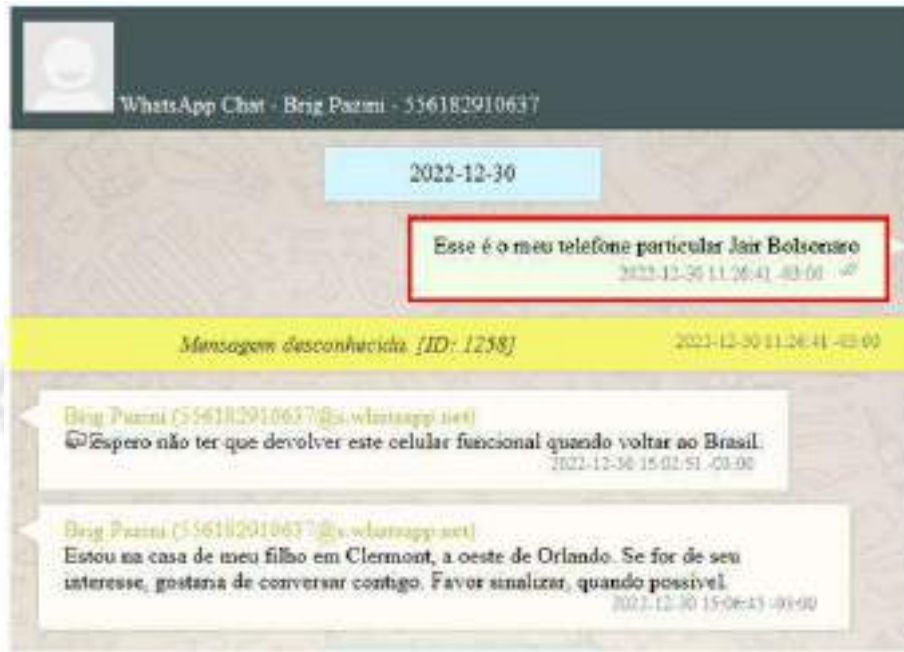 WhatsApp Chat - Brig Pazini - 556182910637
2022-12-30
Esse é o meu telefone particular Jair Bolsonaro
2022-12-30 11:26:41 -03:00
Mensagem desconhecida. [ID: 1258]
2022-12-30 11:26:41 -03:00
Brig Pazini (556182910637@s.whatsapp.net)
Espero não ter que devolver este celular funcional quando voltar ao Brasil.
2022-12-30 15:02:51 -03:00
Brig Pazini (556182910637@s.whatsapp.net)
Estou na casa de meu filho em Clermont, a oeste de Orlando. Se for de seu
interesse, gostaria de conversar contigo. Favor sinalizar, quando possível.
2022-12-30 15:06:43 -03:00